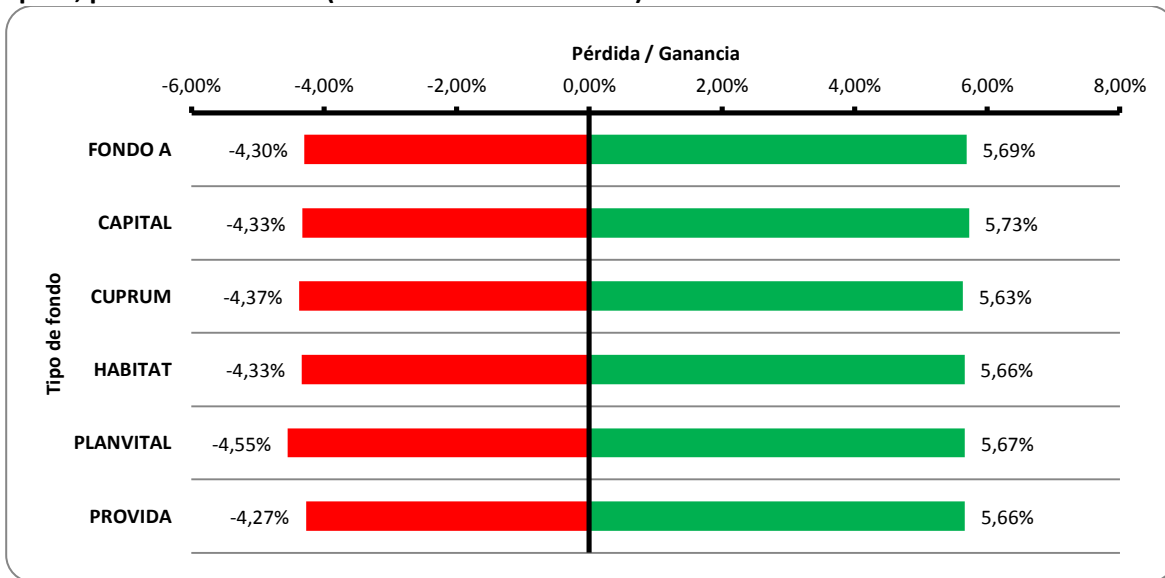 Pérdida / Ganancia
-6,00% -4,00% -2,00% 0,00% 2,00% 4,00% 6,00% 8,00%
Tipo de fondo
FONDO A -4,30% 5,69%
CAPITAL -4,33% 5,73%
CUPRUM -4,37% 5,63%
HABITAT -4,33% 5,66%
PLANVITAL -4,55% 5,67%
PROVIDA -4,27% 5,66%